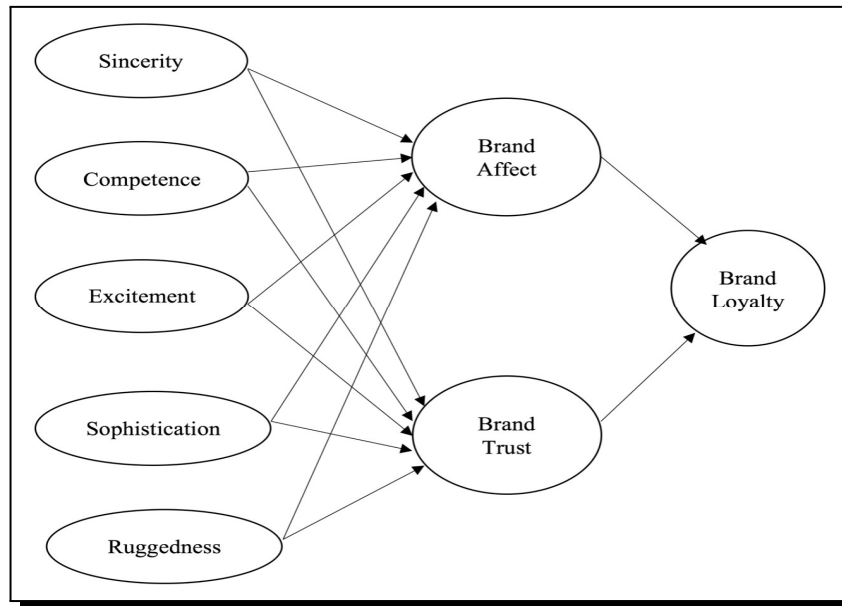 Sincerity
Competence
Excitement
Sophistication
Ruggedness
Brand
Affect
Brand
Trust
Brand
Loyalty